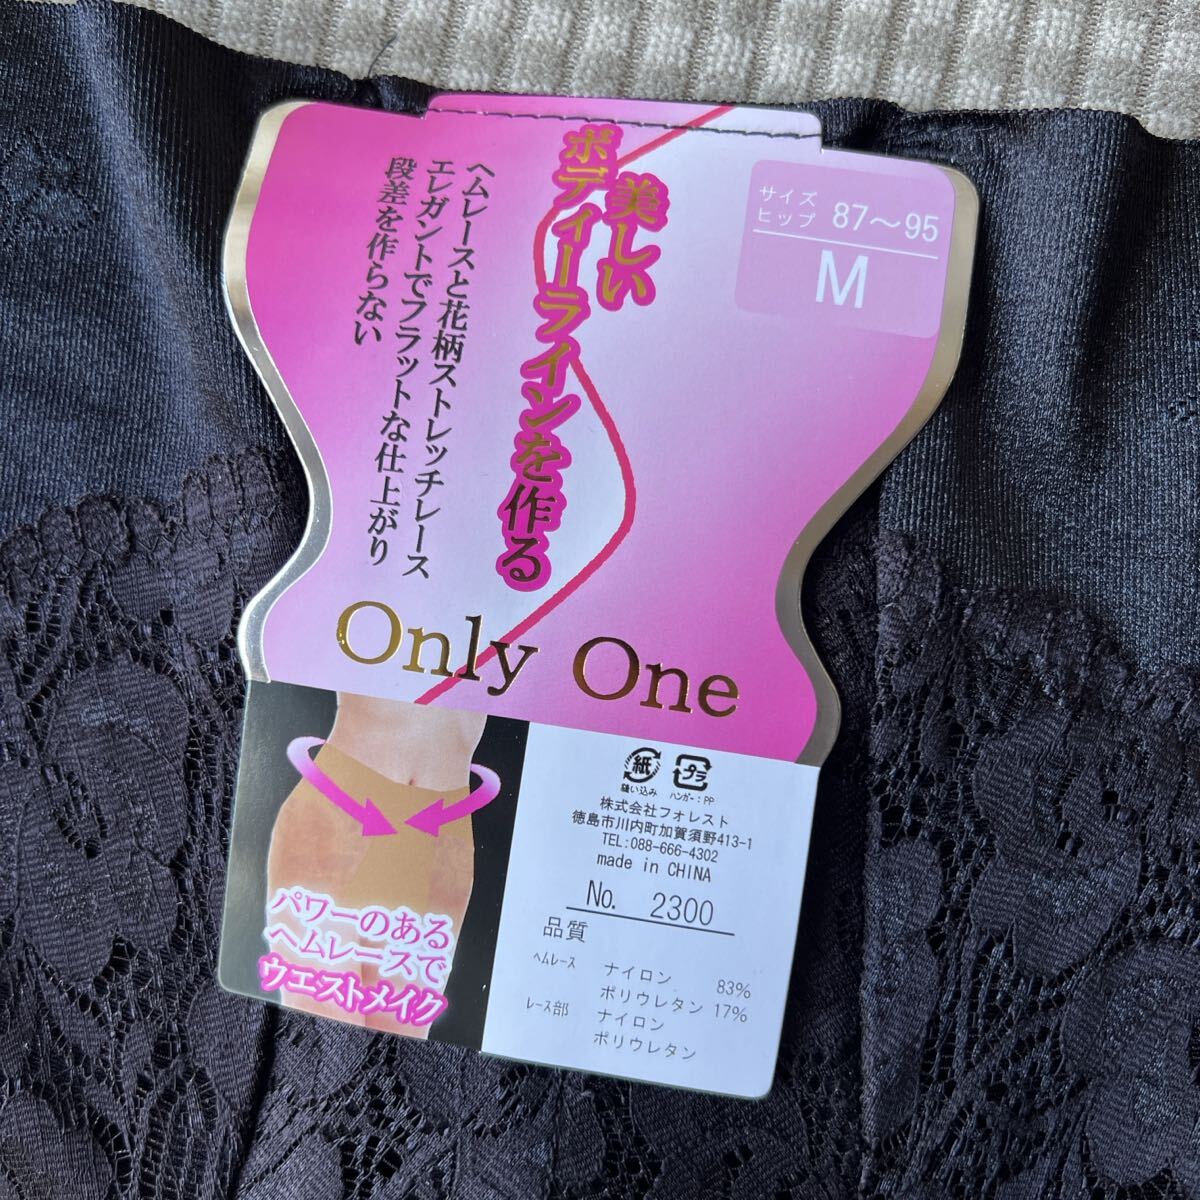 美しい
ボディーラインを作る
ヘムレースと花柄ストレッチレース
エレガントでフラットな仕上がり
段差を作らない
サイズ
ヒップ 87～95
M
Only One
パワーのある
ヘムレースで
ウエストメイク
紙 プラ
縫い込み ハンガー:PP
株式会社フォレスト
徳島市川内町加賀須野413-1
TEL:088-666-4302
made in CHINA
No. 2300
品質
ヘムレース ナイロン 83%
ポリウレタン 17%
レース部 ナイロン
ポリウレタン